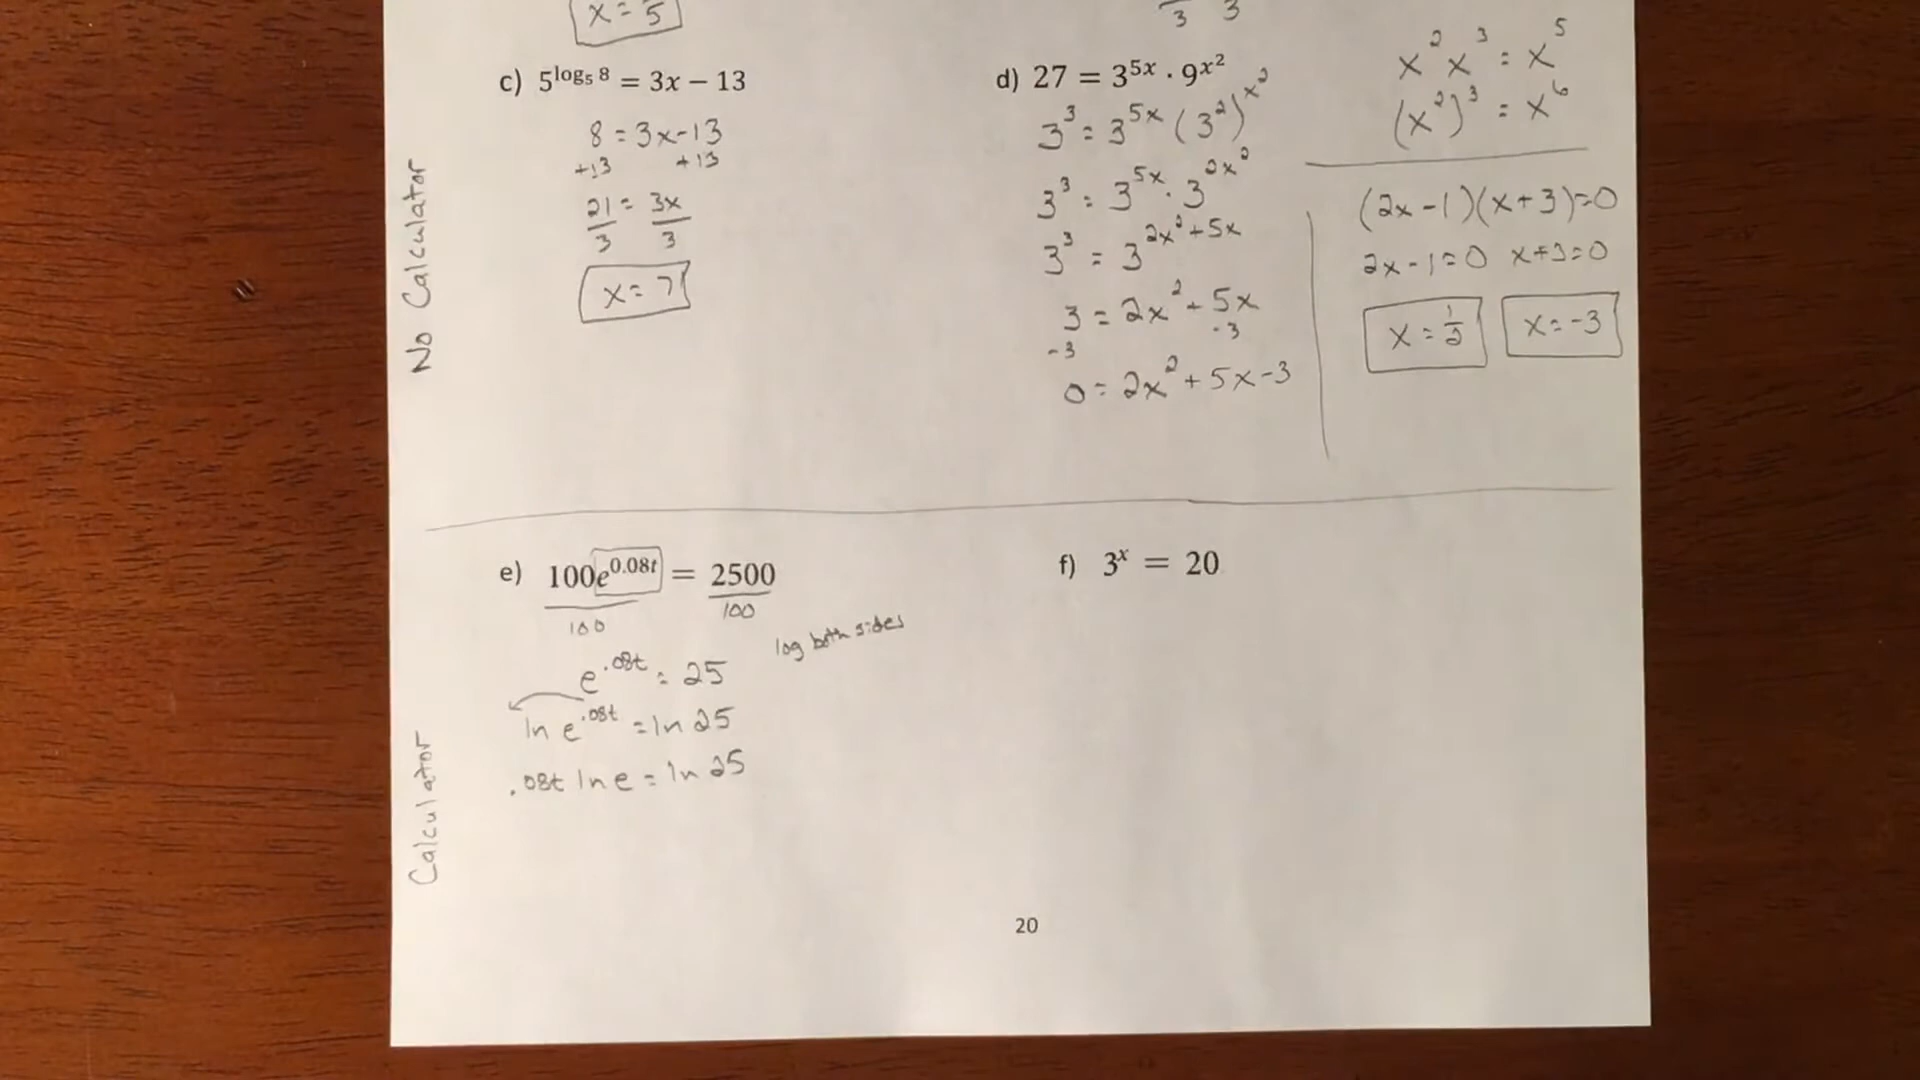 x = 5
3 3
c) 5^{log₅ 8} = 3x − 13
8 = 3x-13
+13 +13
21 = 3x
3 3
x = 7
No Calculator
d) 27 = 3^{5x} · 9^{x²}
3³ = 3^{5x} (3²)^{x²}
3³ = 3^{5x} · 3^{2x²}
3³ = 3^{2x²+5x}
3 = 2x² + 5x
-3 -3
0 = 2x² + 5x - 3
x² x³ = x⁵
(x²)³ = x⁶
(2x - 1)(x + 3) = 0
2x - 1 = 0 x + 3 = 0
x = 1/2 x = -3
e) 100e^{0.08t} = 2500
100 100
log both sides
e^{.08t} = 25
ln e^{.08t} = ln 25
.08t ln e = ln 25
Calculator
f) 3ˣ = 20
20